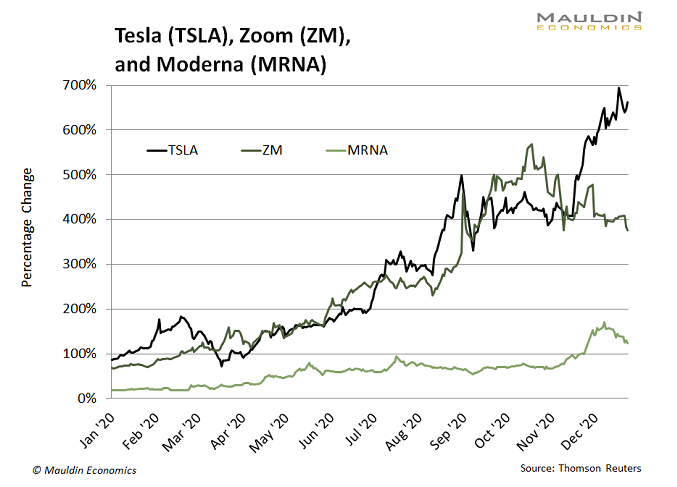 MAULDIN
ECONOMICS
Tesla (TSLA), Zoom (ZM),
and Moderna (MRNA)
700%
600%
500%
400%
300%
200%
100%
0%
Percentage Change
TSLA
ZM
MRNA
Jan '20
Feb '20
Mar '20
Apr '20
May '20
Jun '20
Jul '20
Aug '20
Sep '20
Oct '20
Nov '20
Dec '20
© Mauldin Economics
Source: Thomson Reuters